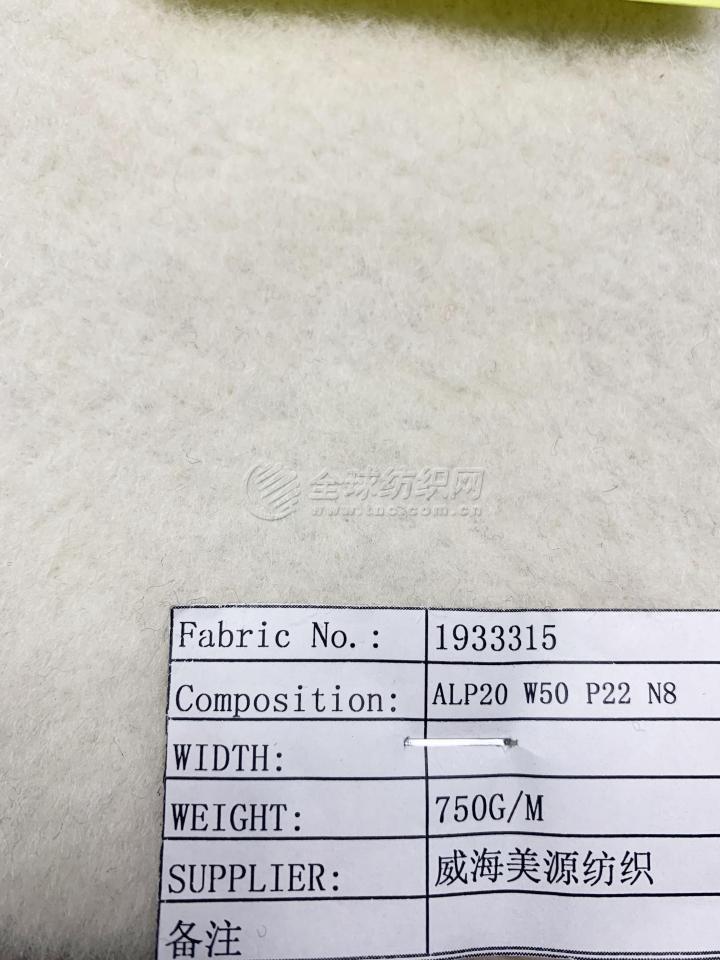 全球纺织网
www.tnc.com.cn
Fabric No.: 1933315
Composition: ALP20 W50 P22 N8
WIDTH:
WEIGHT: 750G/M
SUPPLIER: 威海美源纺织
备注